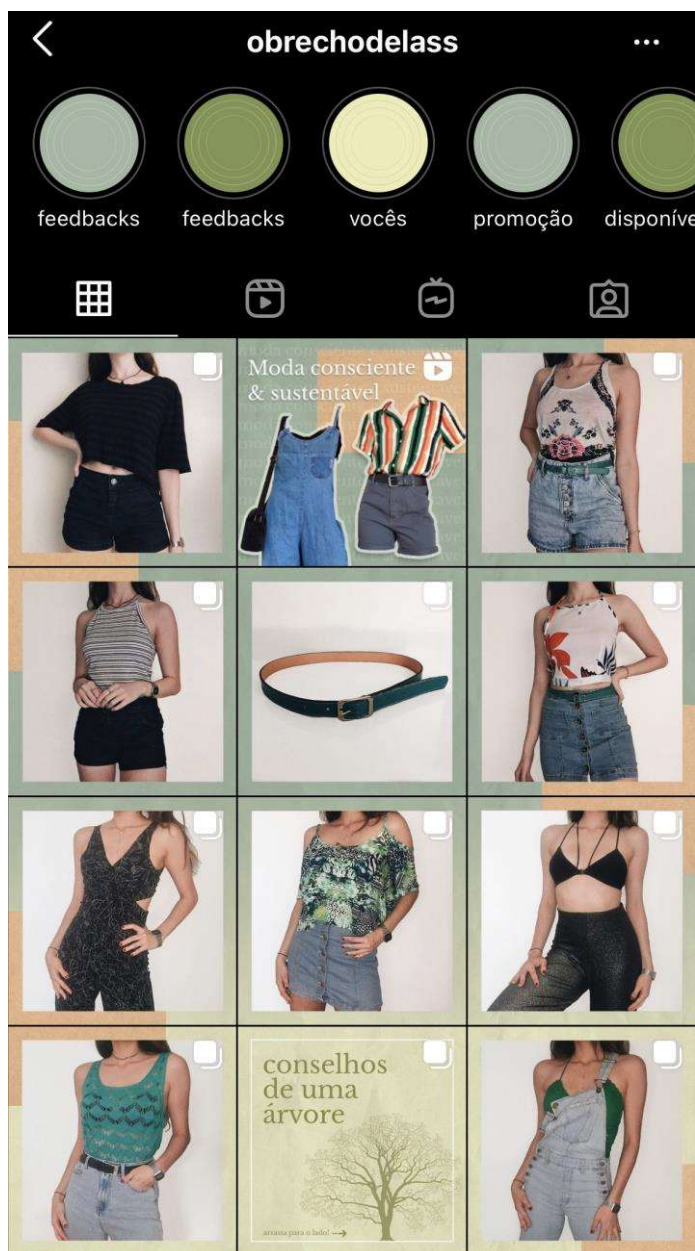 obrechodelass
feedbacks
feedbacks
vocês
promoção
disponíve
Moda consciente
& sustentável
conselhos
de uma
árvore
arrasta para o lado!